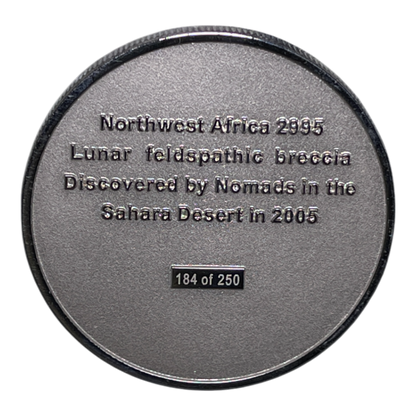 Northwest Africa 2995
Lunar feldspathic breccia
Discovered by Nomads in the
Sahara Desert in 2005
184 of 250